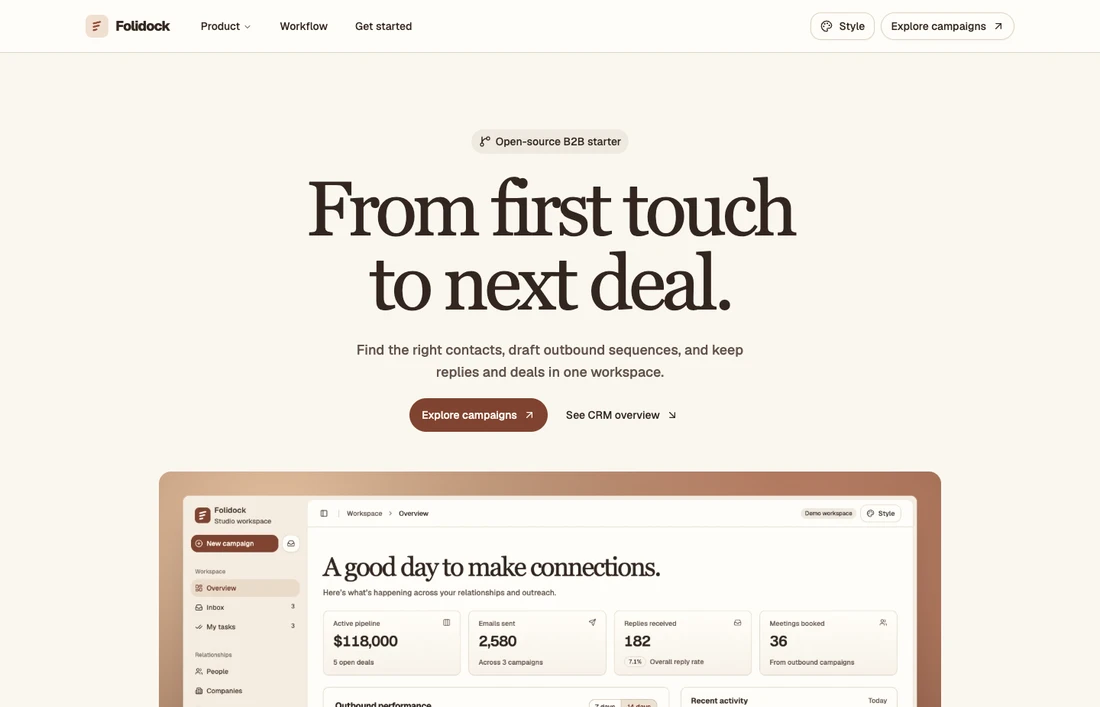 Folidock
Product
Workflow
Get started
Style
Explore campaigns
Open-source B2B starter
From first touch
to next deal.
Find the right contacts, draft outbound sequences, and keep
replies and deals in one workspace.
Explore campaigns
See CRM overview
Folidock
Studio workspace
New campaign
Workspace
Overview
Inbox 3
My tasks 3
Relationships
People
Companies
Workspace > Overview
Demo workspace
Style
A good day to make connections.
Here's what's happening across your relationships and outreach.
Active pipeline
$118,000
5 open deals
Emails sent
2,580
Across 3 campaigns
Replies received
182
7.1% Overall reply rate
Meetings booked
36
From outbound campaigns
Outbound performance
7 days 14 days
Recent activity
Today